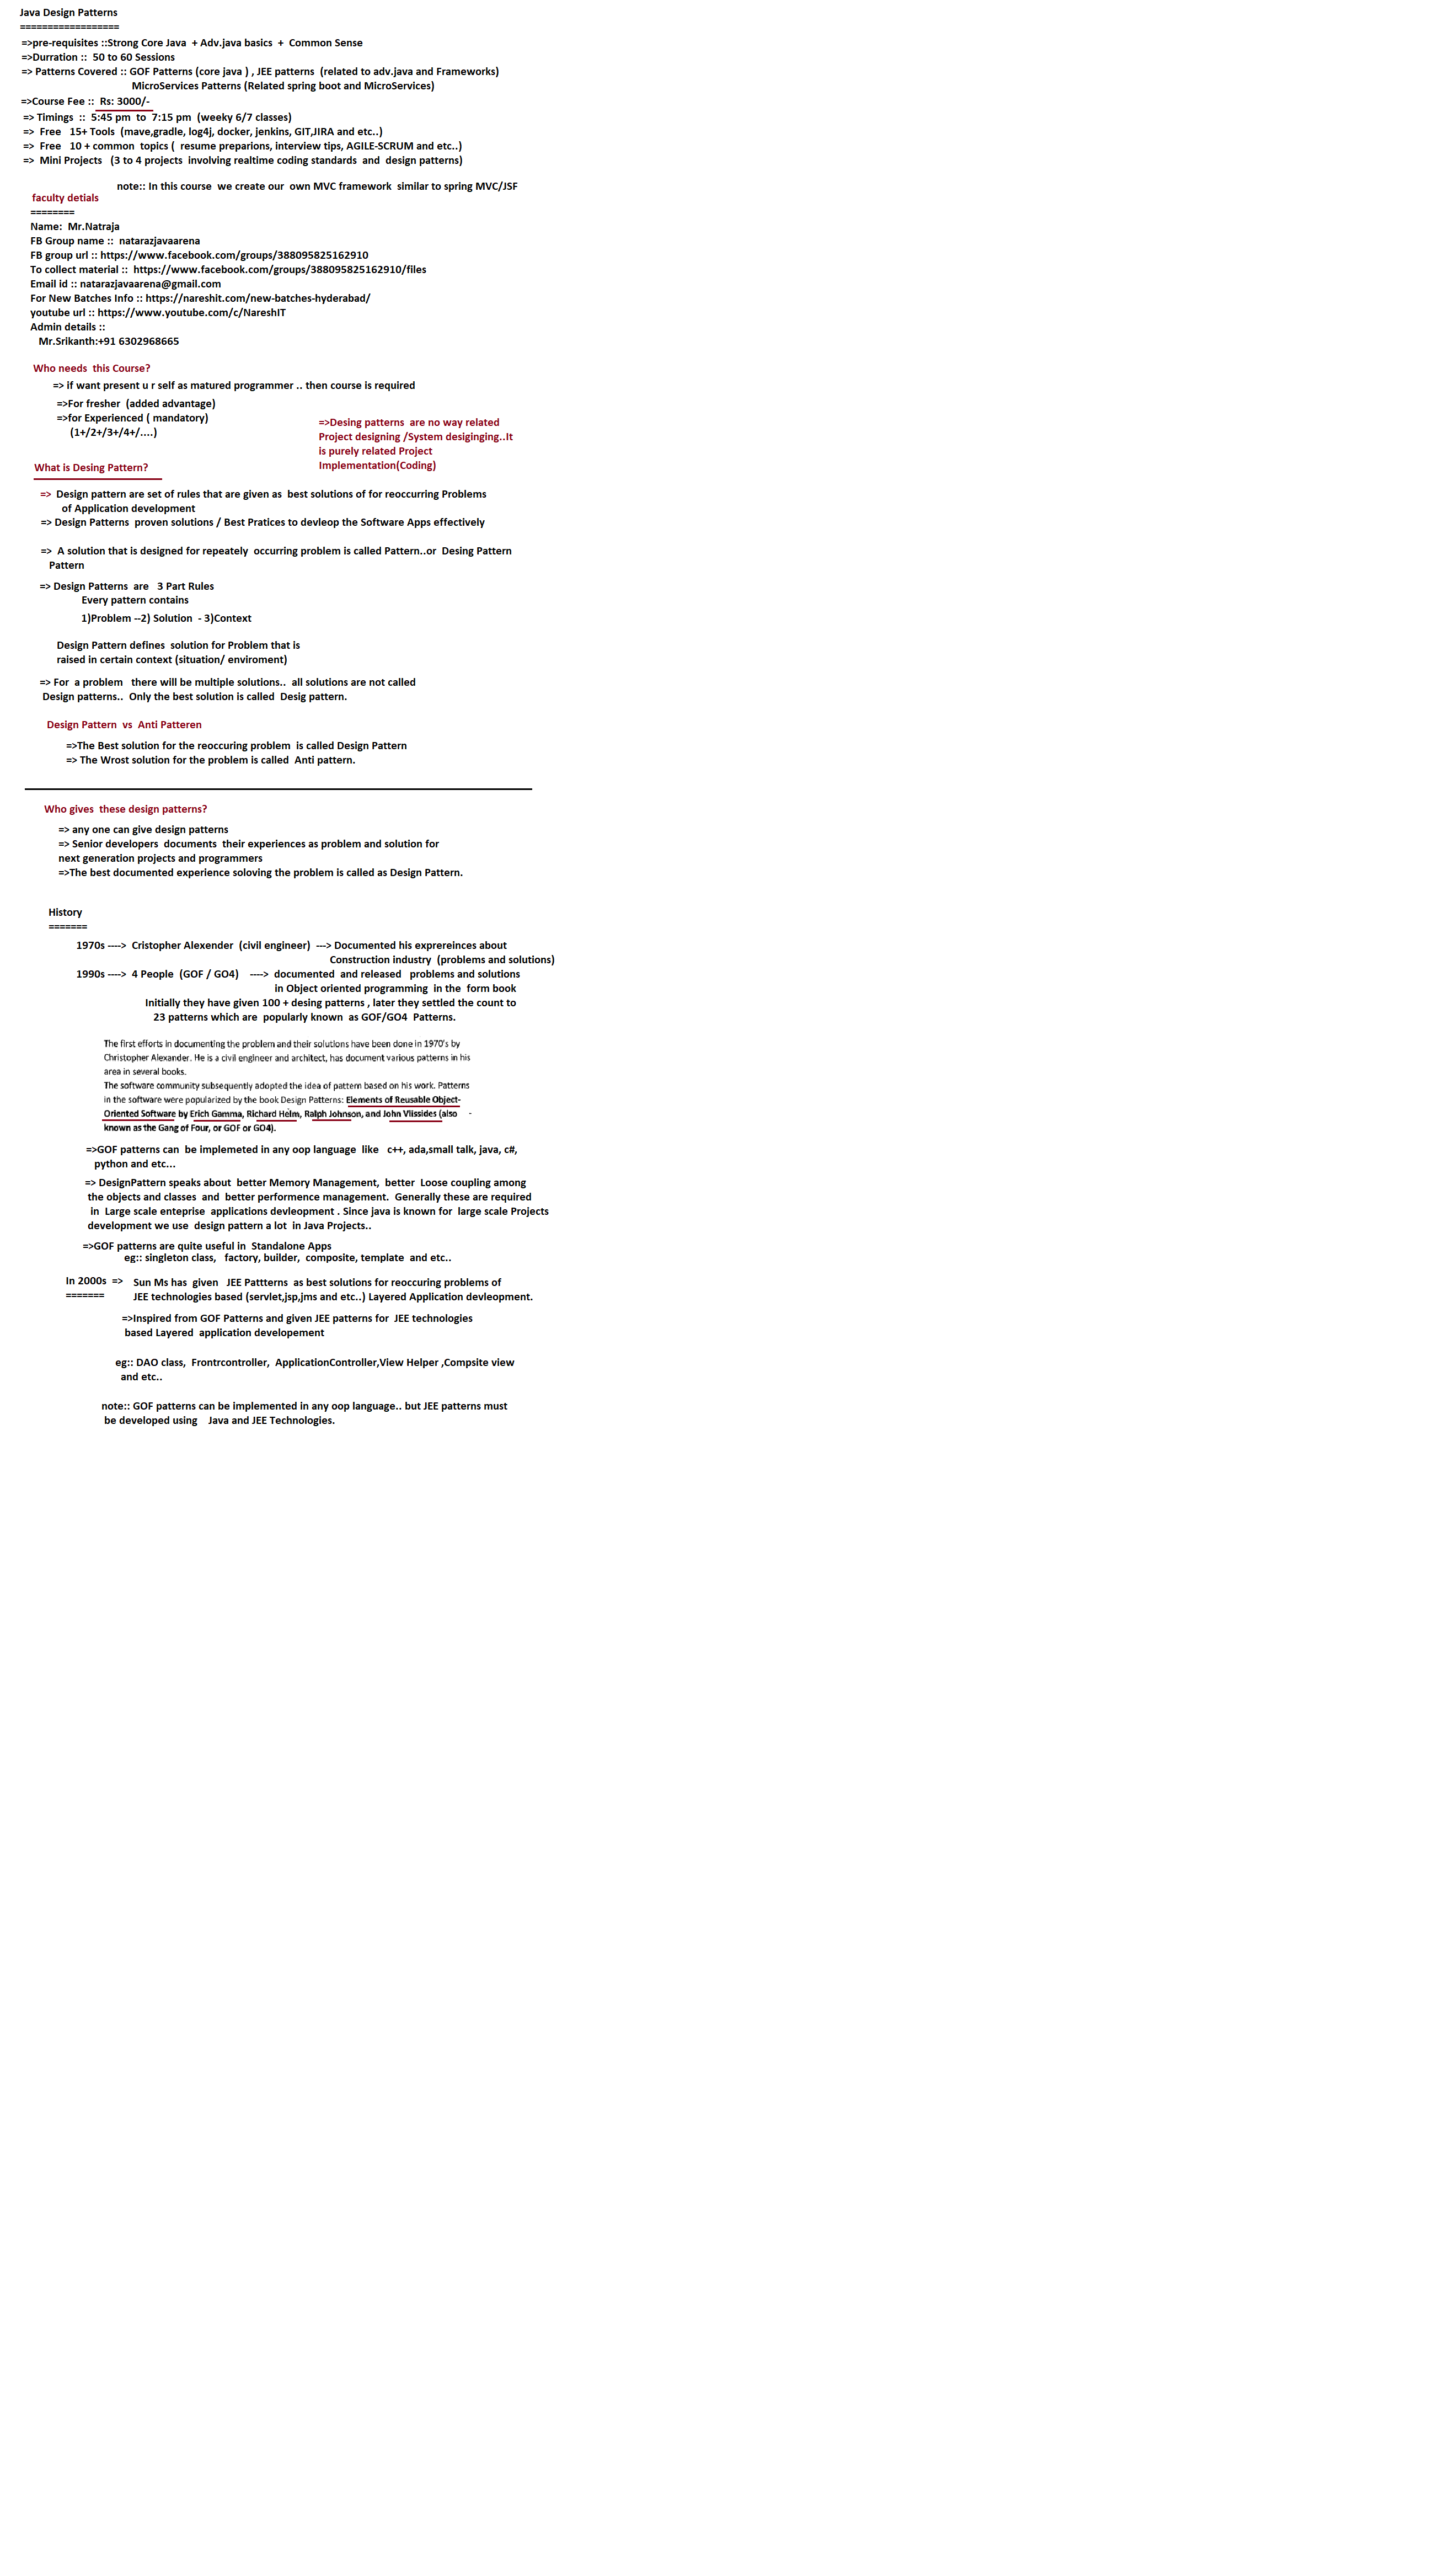 Java Design Patterns
==================
=>pre-requisites ::Strong Core Java + Adv.java basics + Common Sense
=>Durration :: 50 to 60 Sessions
=> Patterns Covered :: GOF Patterns (core java ) , JEE patterns (related to adv.java and Frameworks)
MicroServices Patterns (Related spring boot and MicroServices)
=>Course Fee :: Rs: 3000/-
=> Timings :: 5:45 pm to 7:15 pm (weeky 6/7 classes)
=> Free 15+ Tools (mave,gradle, log4j, docker, jenkins, GIT,JIRA and etc..)
=> Free 10 + common topics ( resume preparions, interview tips, AGILE-SCRUM and etc..)
=> Mini Projects (3 to 4 projects involving realtime coding standards and design patterns)
note:: In this course we create our own MVC framework similar to spring MVC/JSF
faculty detials
========
Name: Mr.Natraja
FB Group name :: natarazjavaarena
FB group url :: https://www.facebook.com/groups/388095825162910
To collect material :: https://www.facebook.com/groups/388095825162910/files
Email id :: natarazjavaarena@gmail.com
For New Batches Info :: https://nareshit.com/new-batches-hyderabad/
youtube url :: https://www.youtube.com/c/NareshIT
Admin details ::
Mr.Srikanth:+91 6302968665
Who needs this Course?
=> if want present u r self as matured programmer .. then course is required
=>For fresher (added advantage)
=>for Experienced ( mandatory)
(1+/2+/3+/4+/....)
=>Desing patterns are no way related
Project designing /System desiginging..It
is purely related Project
Implementation(Coding)
What is Desing Pattern?
=> Design pattern are set of rules that are given as best solutions of for reoccurring Problems
of Application development
=> Design Patterns proven solutions / Best Pratices to devleop the Software Apps effectively
=> A solution that is designed for repeately occurring problem is called Pattern..or Desing Pattern
Pattern
=> Design Patterns are 3 Part Rules
Every pattern contains
1)Problem --2) Solution - 3)Context
Design Pattern defines solution for Problem that is
raised in certain context (situation/ enviroment)
=> For a problem there will be multiple solutions.. all solutions are not called
Design patterns.. Only the best solution is called Desig pattern.
Design Pattern vs Anti Patteren
=>The Best solution for the reoccuring problem is called Design Pattern
=> The Wrost solution for the problem is called Anti pattern.
Who gives these design patterns?
=> any one can give design patterns
=> Senior developers documents their experiences as problem and solution for
next generation projects and programmers
=>The best documented experience soloving the problem is called as Design Pattern.
History
=======
1970s ----> Cristopher Alexender (civil engineer) ---> Documented his exprereinces about
Construction industry (problems and solutions)
1990s ----> 4 People (GOF / GO4) ----> documented and released problems and solutions
in Object oriented programming in the form book
Initially they have given 100 + desing patterns , later they settled the count to
23 patterns which are popularly known as GOF/GO4 Patterns.
The first efforts in documenting the problem and their solutions have been done in 1970's by
Christopher Alexander. He is a civil engineer and architect, has document various patterns in his
area in several books.
The software community subsequently adopted the idea of pattern based on his work. Patterns
in the software were popularized by the book Design Patterns: Elements of Reusable Object-
Oriented Software by Erich Gamma, Richard Helm, Ralph Johnson, and John Vlissides (also
known as the Gang of Four, or GOF or GO4).
=>GOF patterns can be implemeted in any oop language like c++, ada,small talk, java, c#,
python and etc...
=> DesignPattern speaks about better Memory Management, better Loose coupling among
the objects and classes and better performence management. Generally these are required
in Large scale enteprise applications devleopment . Since java is known for large scale Projects
development we use design pattern a lot in Java Projects..
=>GOF patterns are quite useful in Standalone Apps
eg:: singleton class, factory, builder, composite, template and etc..
In 2000s => Sun Ms has given JEE Pattterns as best solutions for reoccuring problems of
======= JEE technologies based (servlet,jsp,jms and etc..) Layered Application devleopment.
=>Inspired from GOF Patterns and given JEE patterns for JEE technologies
based Layered application developement
eg:: DAO class, Frontrcontroller, ApplicationController,View Helper ,Compsite view
and etc..
note:: GOF patterns can be implemented in any oop language.. but JEE patterns must
be developed using Java and JEE Technologies.